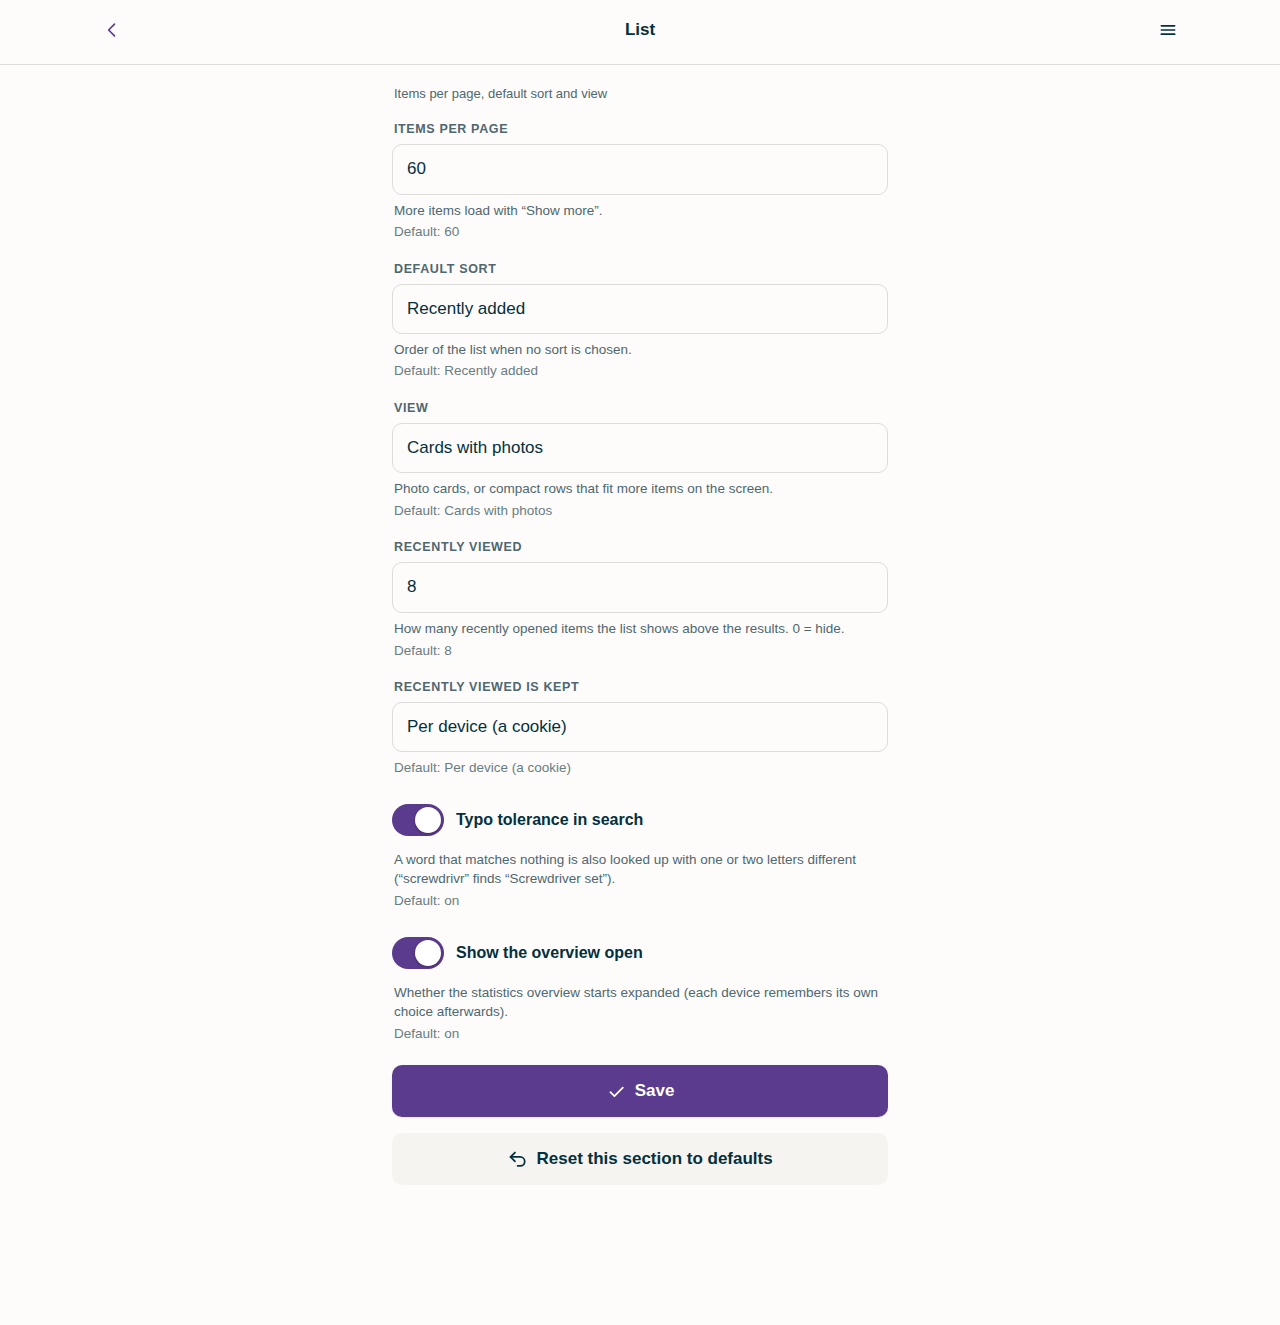 List
Items per page, default sort and view
ITEMS PER PAGE
60
More items load with “Show more”.
Default: 60
DEFAULT SORT
Recently added
Order of the list when no sort is chosen.
Default: Recently added
VIEW
Cards with photos
Photo cards, or compact rows that fit more items on the screen.
Default: Cards with photos
RECENTLY VIEWED
8
How many recently opened items the list shows above the results. 0 = hide.
Default: 8
RECENTLY VIEWED IS KEPT
Per device (a cookie)
Default: Per device (a cookie)
Typo tolerance in search
A word that matches nothing is also looked up with one or two letters different
(“screwdrivr” finds “Screwdriver set”).
Default: on
Show the overview open
Whether the statistics overview starts expanded (each device remembers its own
choice afterwards).
Default: on
Save
Reset this section to defaults